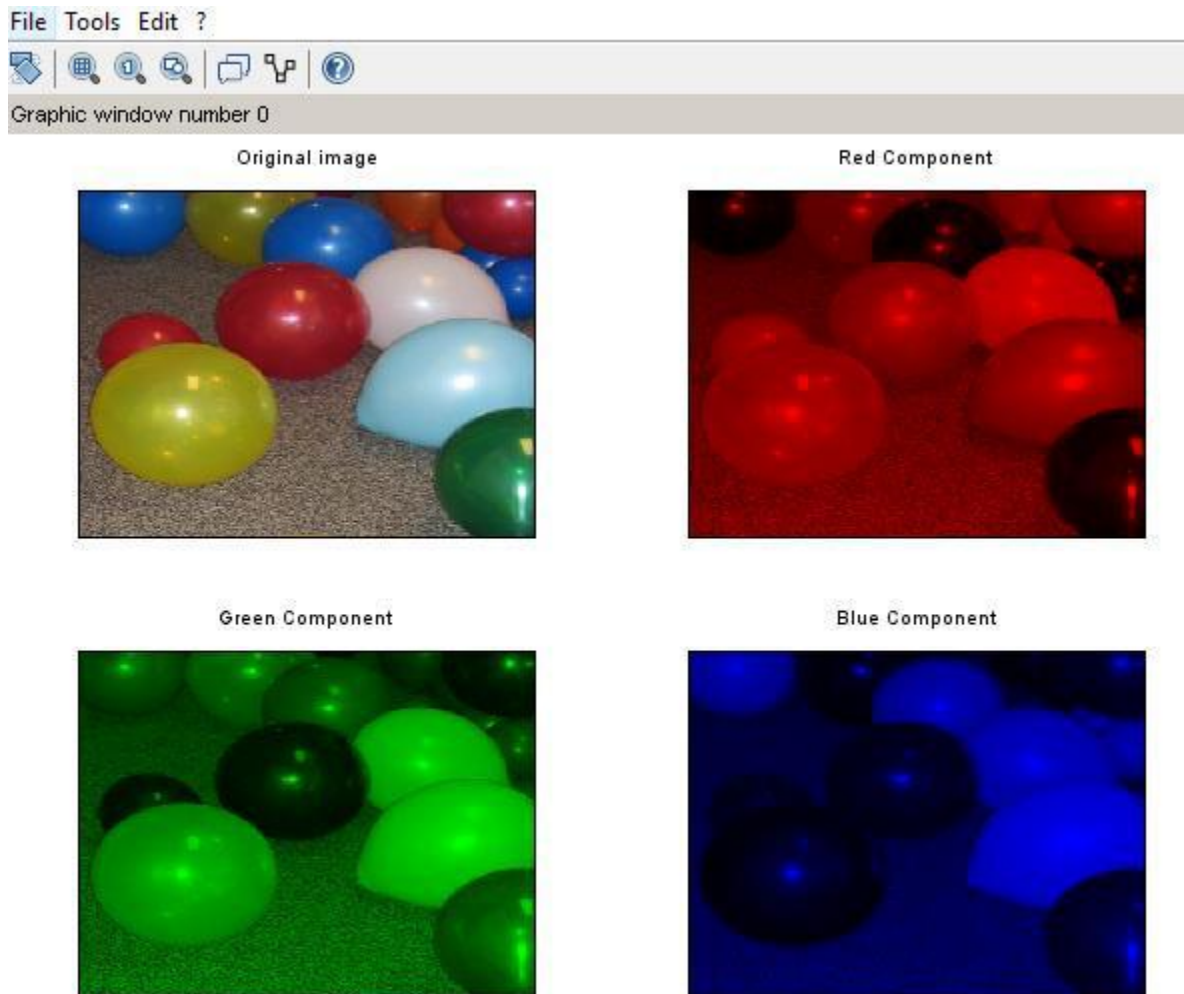 File Tools Edit ?
Graphic window number 0
Original image
Red Component
Green Component
Blue Component